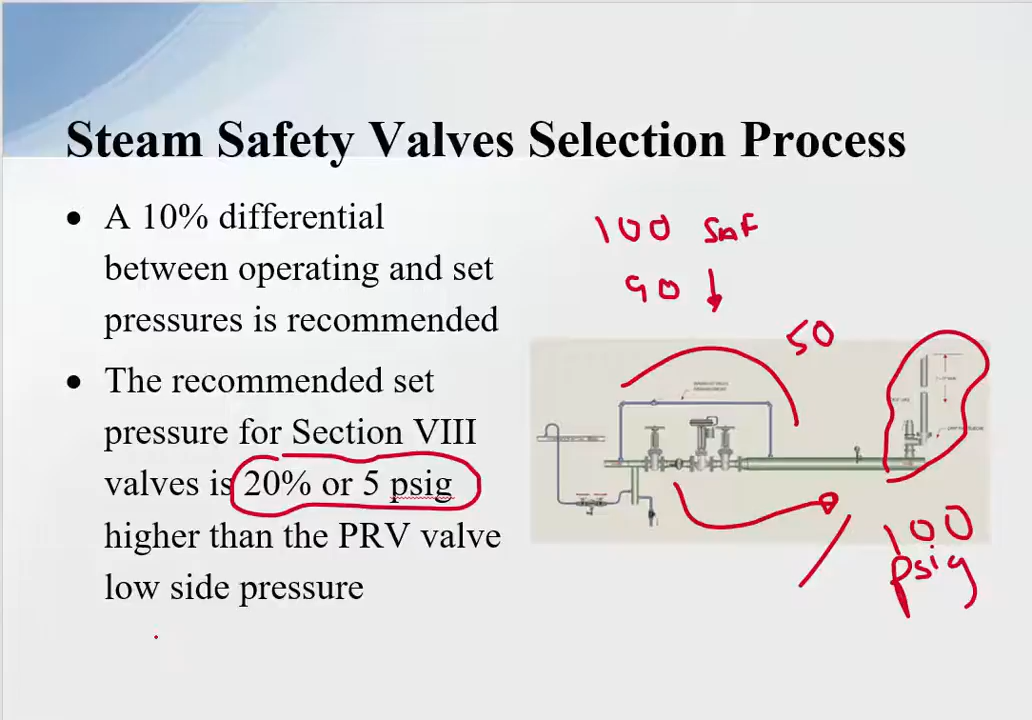 Steam Safety Valves Selection Process
• A 10% differential
between operating and set
pressures is recommended
• The recommended set
pressure for Section VIII
valves is 20% or 5 psig
higher than the PRV valve
low side pressure
100
90
50
100
psig